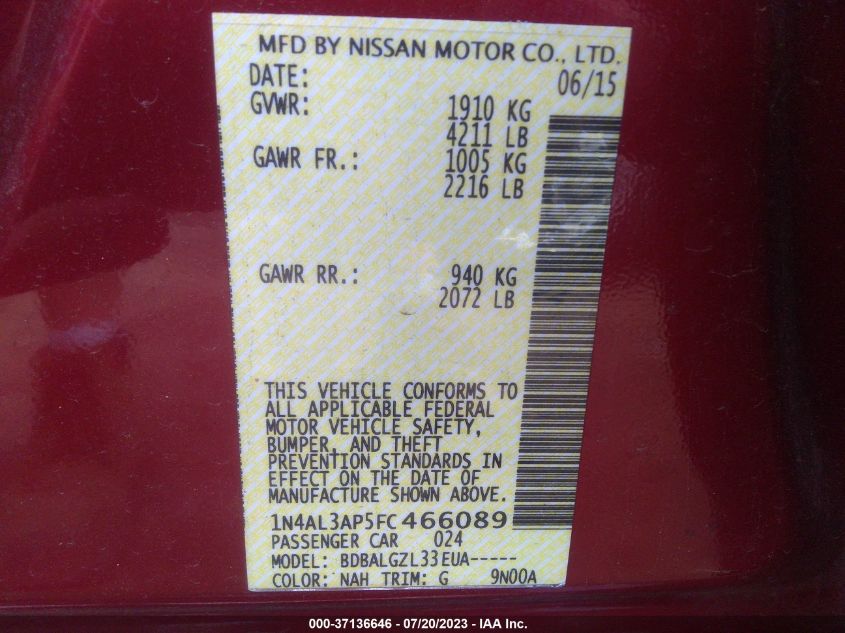 MFD BY NISSAN MOTOR CO., LTD.
DATE: 06/15
GVWR: 1910 KG
4211 LB
GAWR FR.: 1005 KG
2216 LB
GAWR RR.: 940 KG
2072 LB
THIS VEHICLE CONFORMS TO
ALL APPLICABLE FEDERAL
MOTOR VEHICLE SAFETY,
BUMPER, AND THEFT
PREVENTION STANDARDS IN
EFFECT ON THE DATE OF
MANUFACTURE SHOWN ABOVE.
1N4AL3AP5FC466089
PASSENGER CAR 024
MODEL: BDBALGZL33EUA-----
COLOR: NAH TRIM: G 9N00A
000-37136646 - 07/20/2023 - IAA Inc.